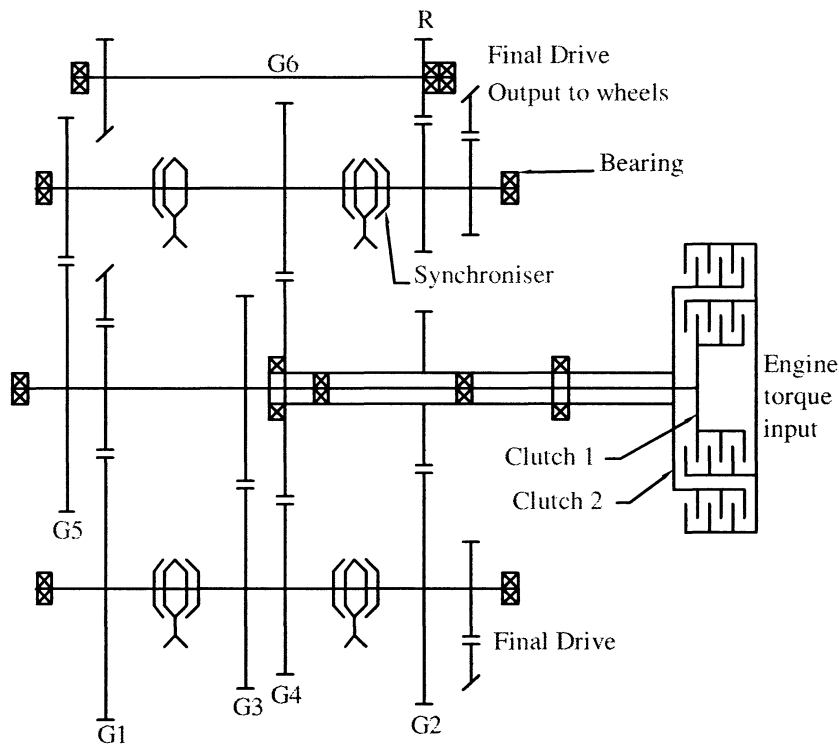 R
G6
Final Drive
Output to wheels
Bearing
Synchroniser
Engine
torque
input
Clutch 1
Clutch 2
G5
Final Drive
G3
G4
G1
G2